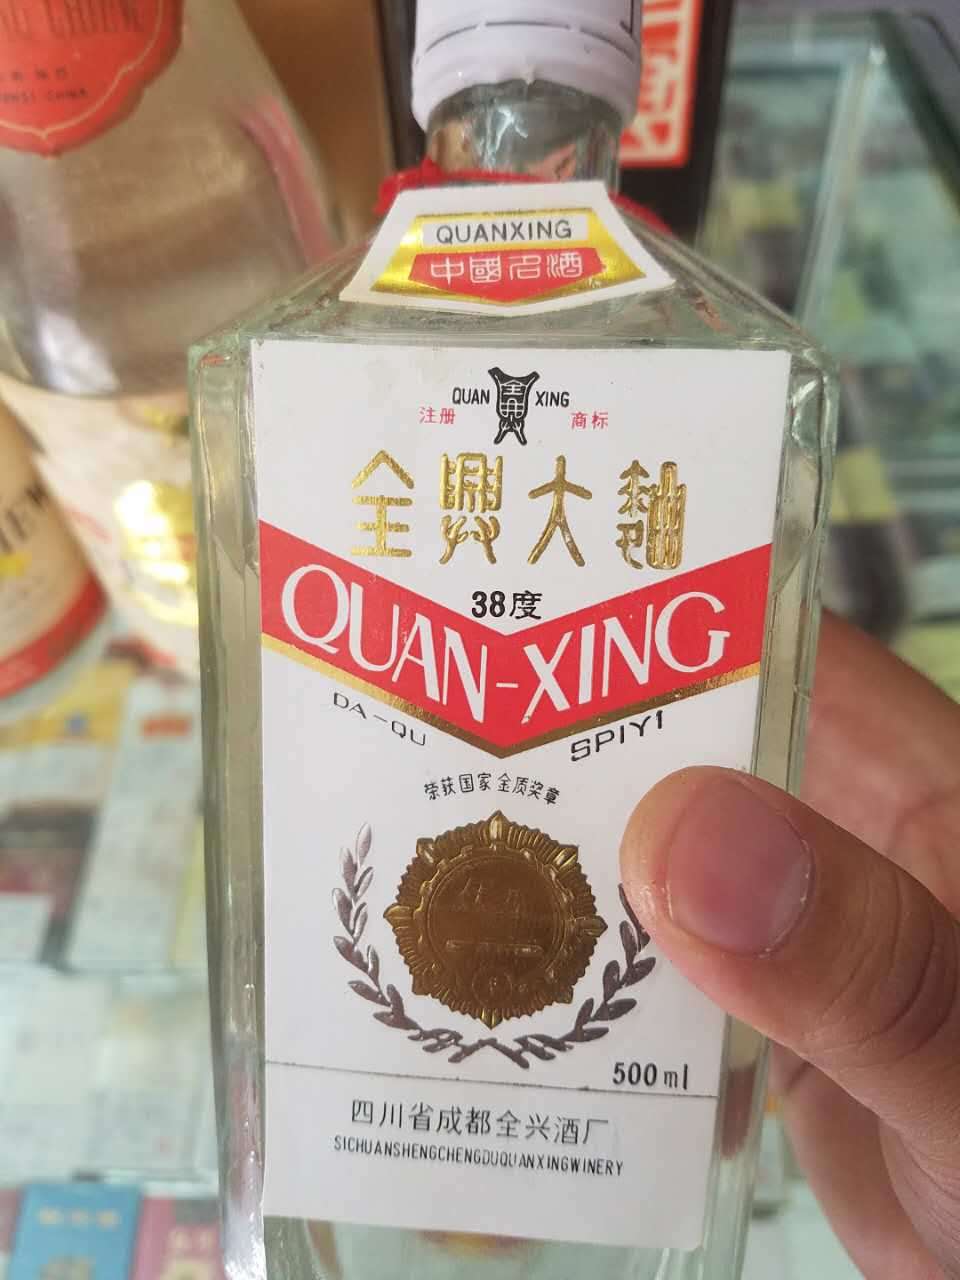 QUANXING
中國名酒
QUAN 全興 XING
注册 商标
全興大麯
38度
QUAN-XING
DA-QU SPIYI
荣获国家金质奖章
500ml
四川省成都全兴酒厂
SICHUANSHENGCHENGDUQUANXINGWINERY
CHINA